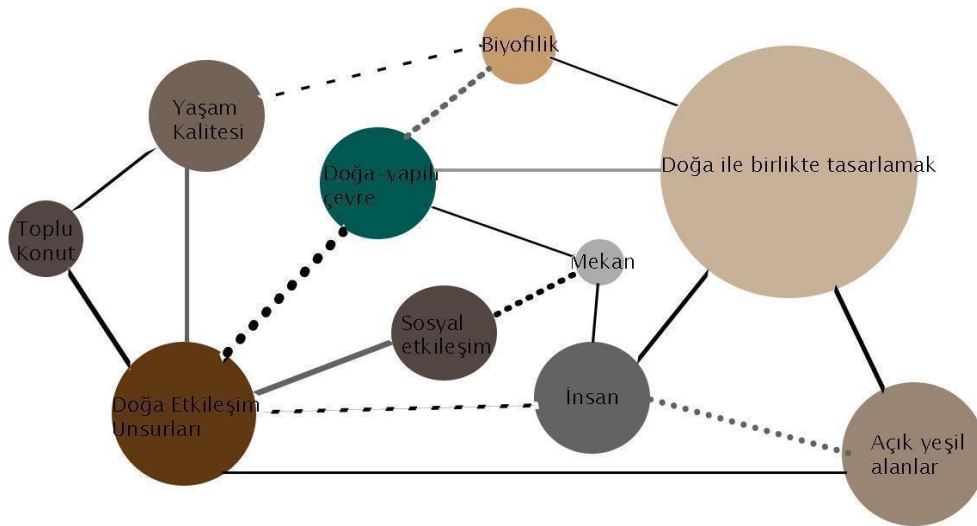 Biyofilik
Yaşam
Kalitesi
Doğa-yapılı
çevre
Doğa ile birlikte tasarlamak
Toplu
Konut
Mekan
Sosyal
etkileşim
Doğa Etkileşim
Unsurları
İnsan
Açık yeşil
alanlar